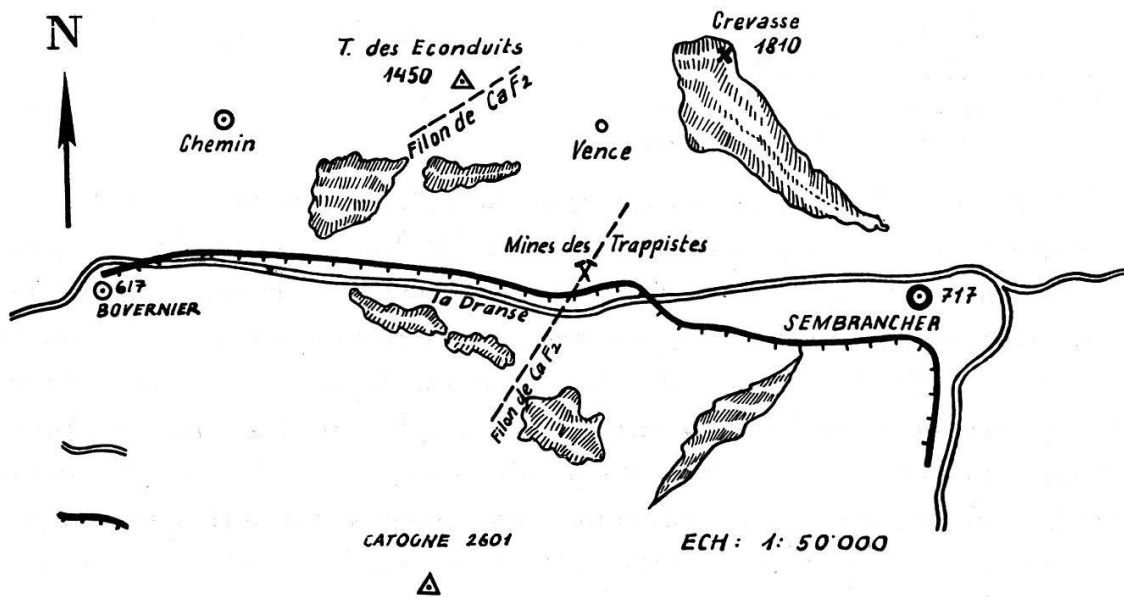 N
Crevasse
1810
T. des Econduits
1450
Filon de CaF2
Chemin
Vence
Mines des Trappistes
617
BOVERNIER
la Dranse
717
SEMBRANCHER
Filon de CaF2
CATOGNE 2601
ECH : 1: 50'000